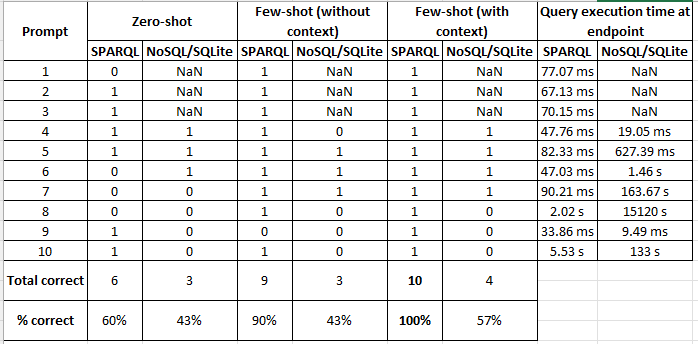 Prompt Zero-shot Few-shot (without context) Few-shot (with context) Query execution time at endpoint
SPARQL NoSQL/SQLite SPARQL NoSQL/SQLite SPARQL NoSQL/SQLite SPARQL NoSQL/SQLite
1 0 NaN 1 NaN 1 NaN 77.07 ms NaN
2 1 NaN 1 NaN 1 NaN 67.13 ms NaN
3 1 NaN 1 NaN 1 NaN 70.15 ms NaN
4 1 1 1 0 1 1 47.76 ms 19.05 ms
5 1 1 1 1 1 1 82.33 ms 627.39 ms
6 0 1 1 1 1 1 47.03 ms 1.46 s
7 0 0 1 1 1 1 90.21 ms 163.67 s
8 0 0 1 0 1 0 2.02 s 15120 s
9 1 0 0 0 1 0 33.86 ms 9.49 ms
10 1 0 1 0 1 0 5.53 s 133 s
Total correct 6 3 9 3 10 4
% correct 60% 43% 90% 43% 100% 57%